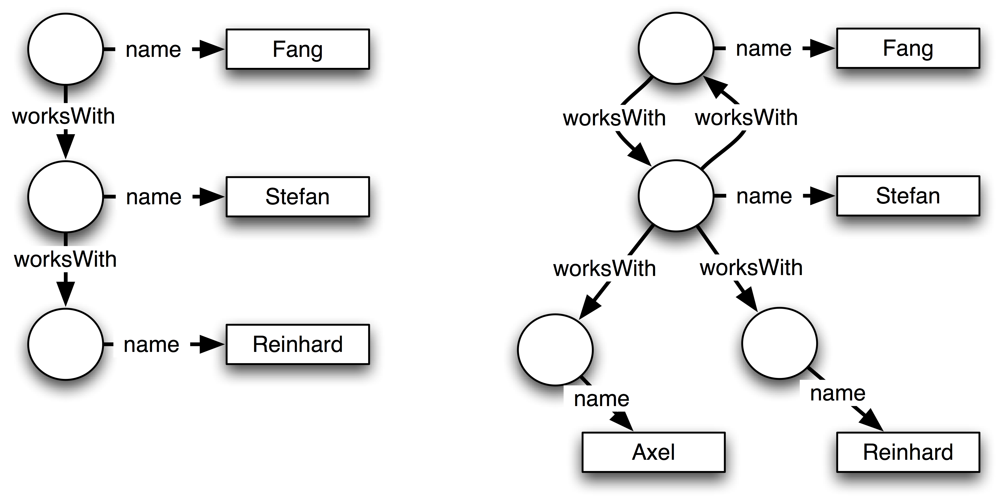 name
Fang
worksWith
name
Stefan
worksWith
name
Reinhard
name
Fang
worksWith
worksWith
name
Stefan
worksWith
worksWith
name
name
Axel
Reinhard